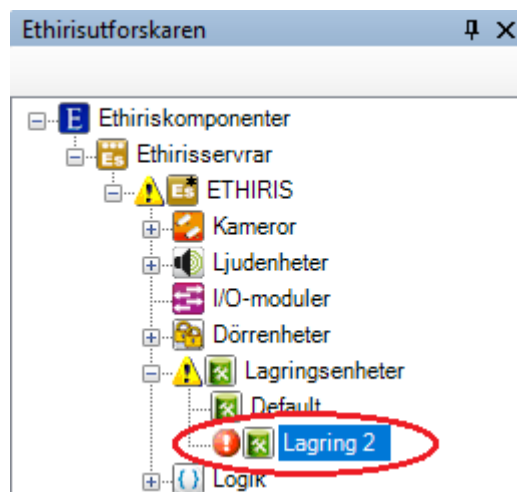 Ethirisutforskaren
Ethiriskomponenter
Ethirisservrar
ETHIRIS
Kameror
Ljudenheter
I/O-moduler
Dörrenheter
Lagringsenheter
Default
Lagring 2
Logik